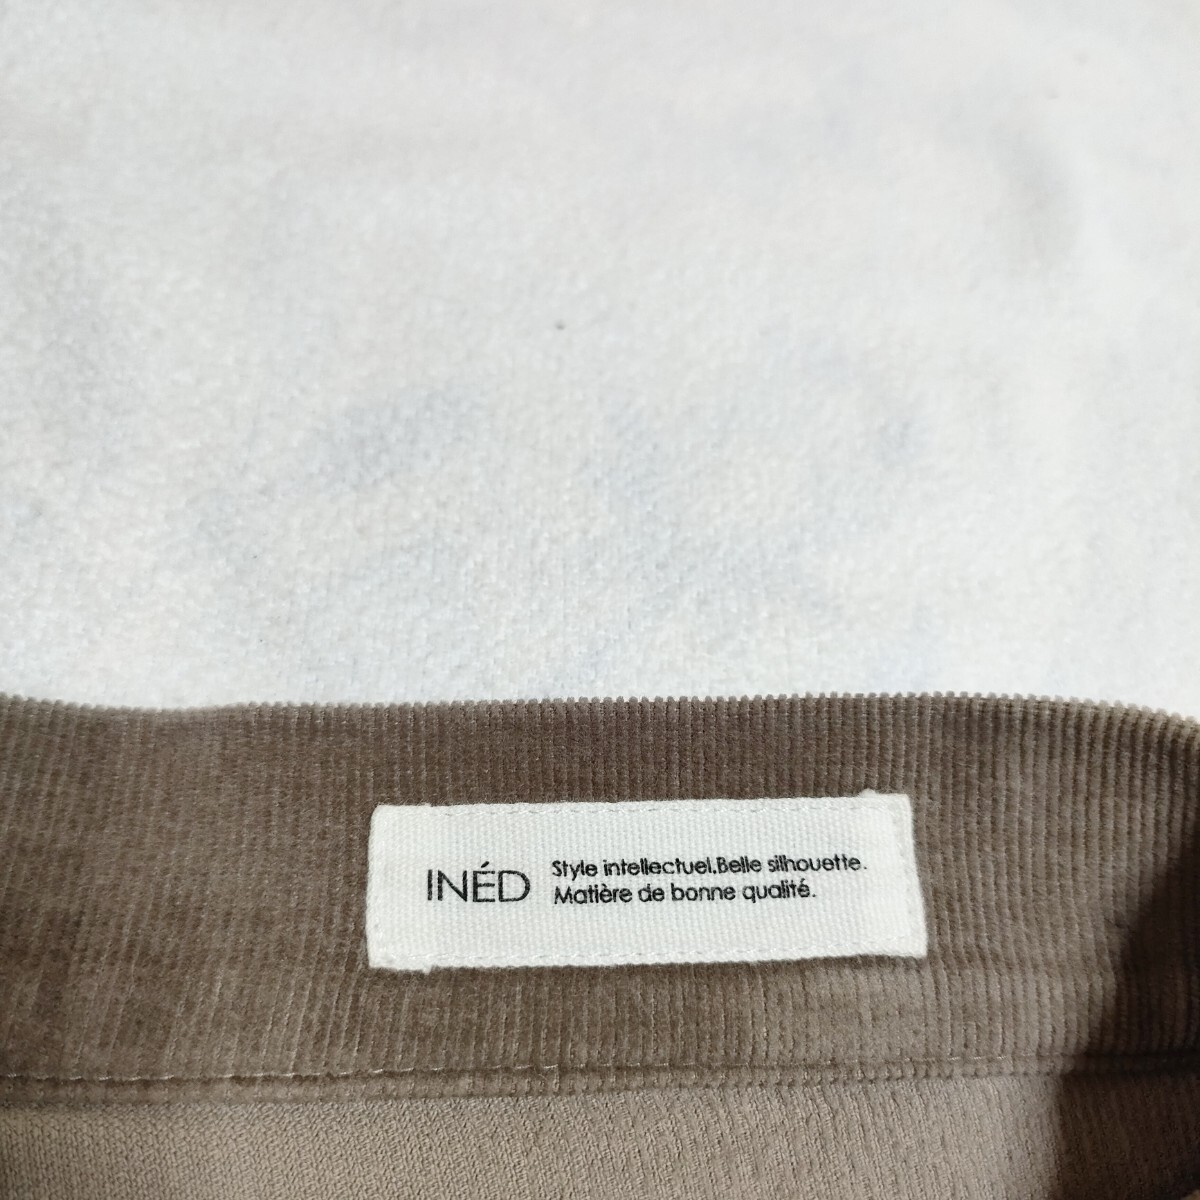 INÉD
Style intellectuel.Belle silhouette.
Matière de bonne qualité.